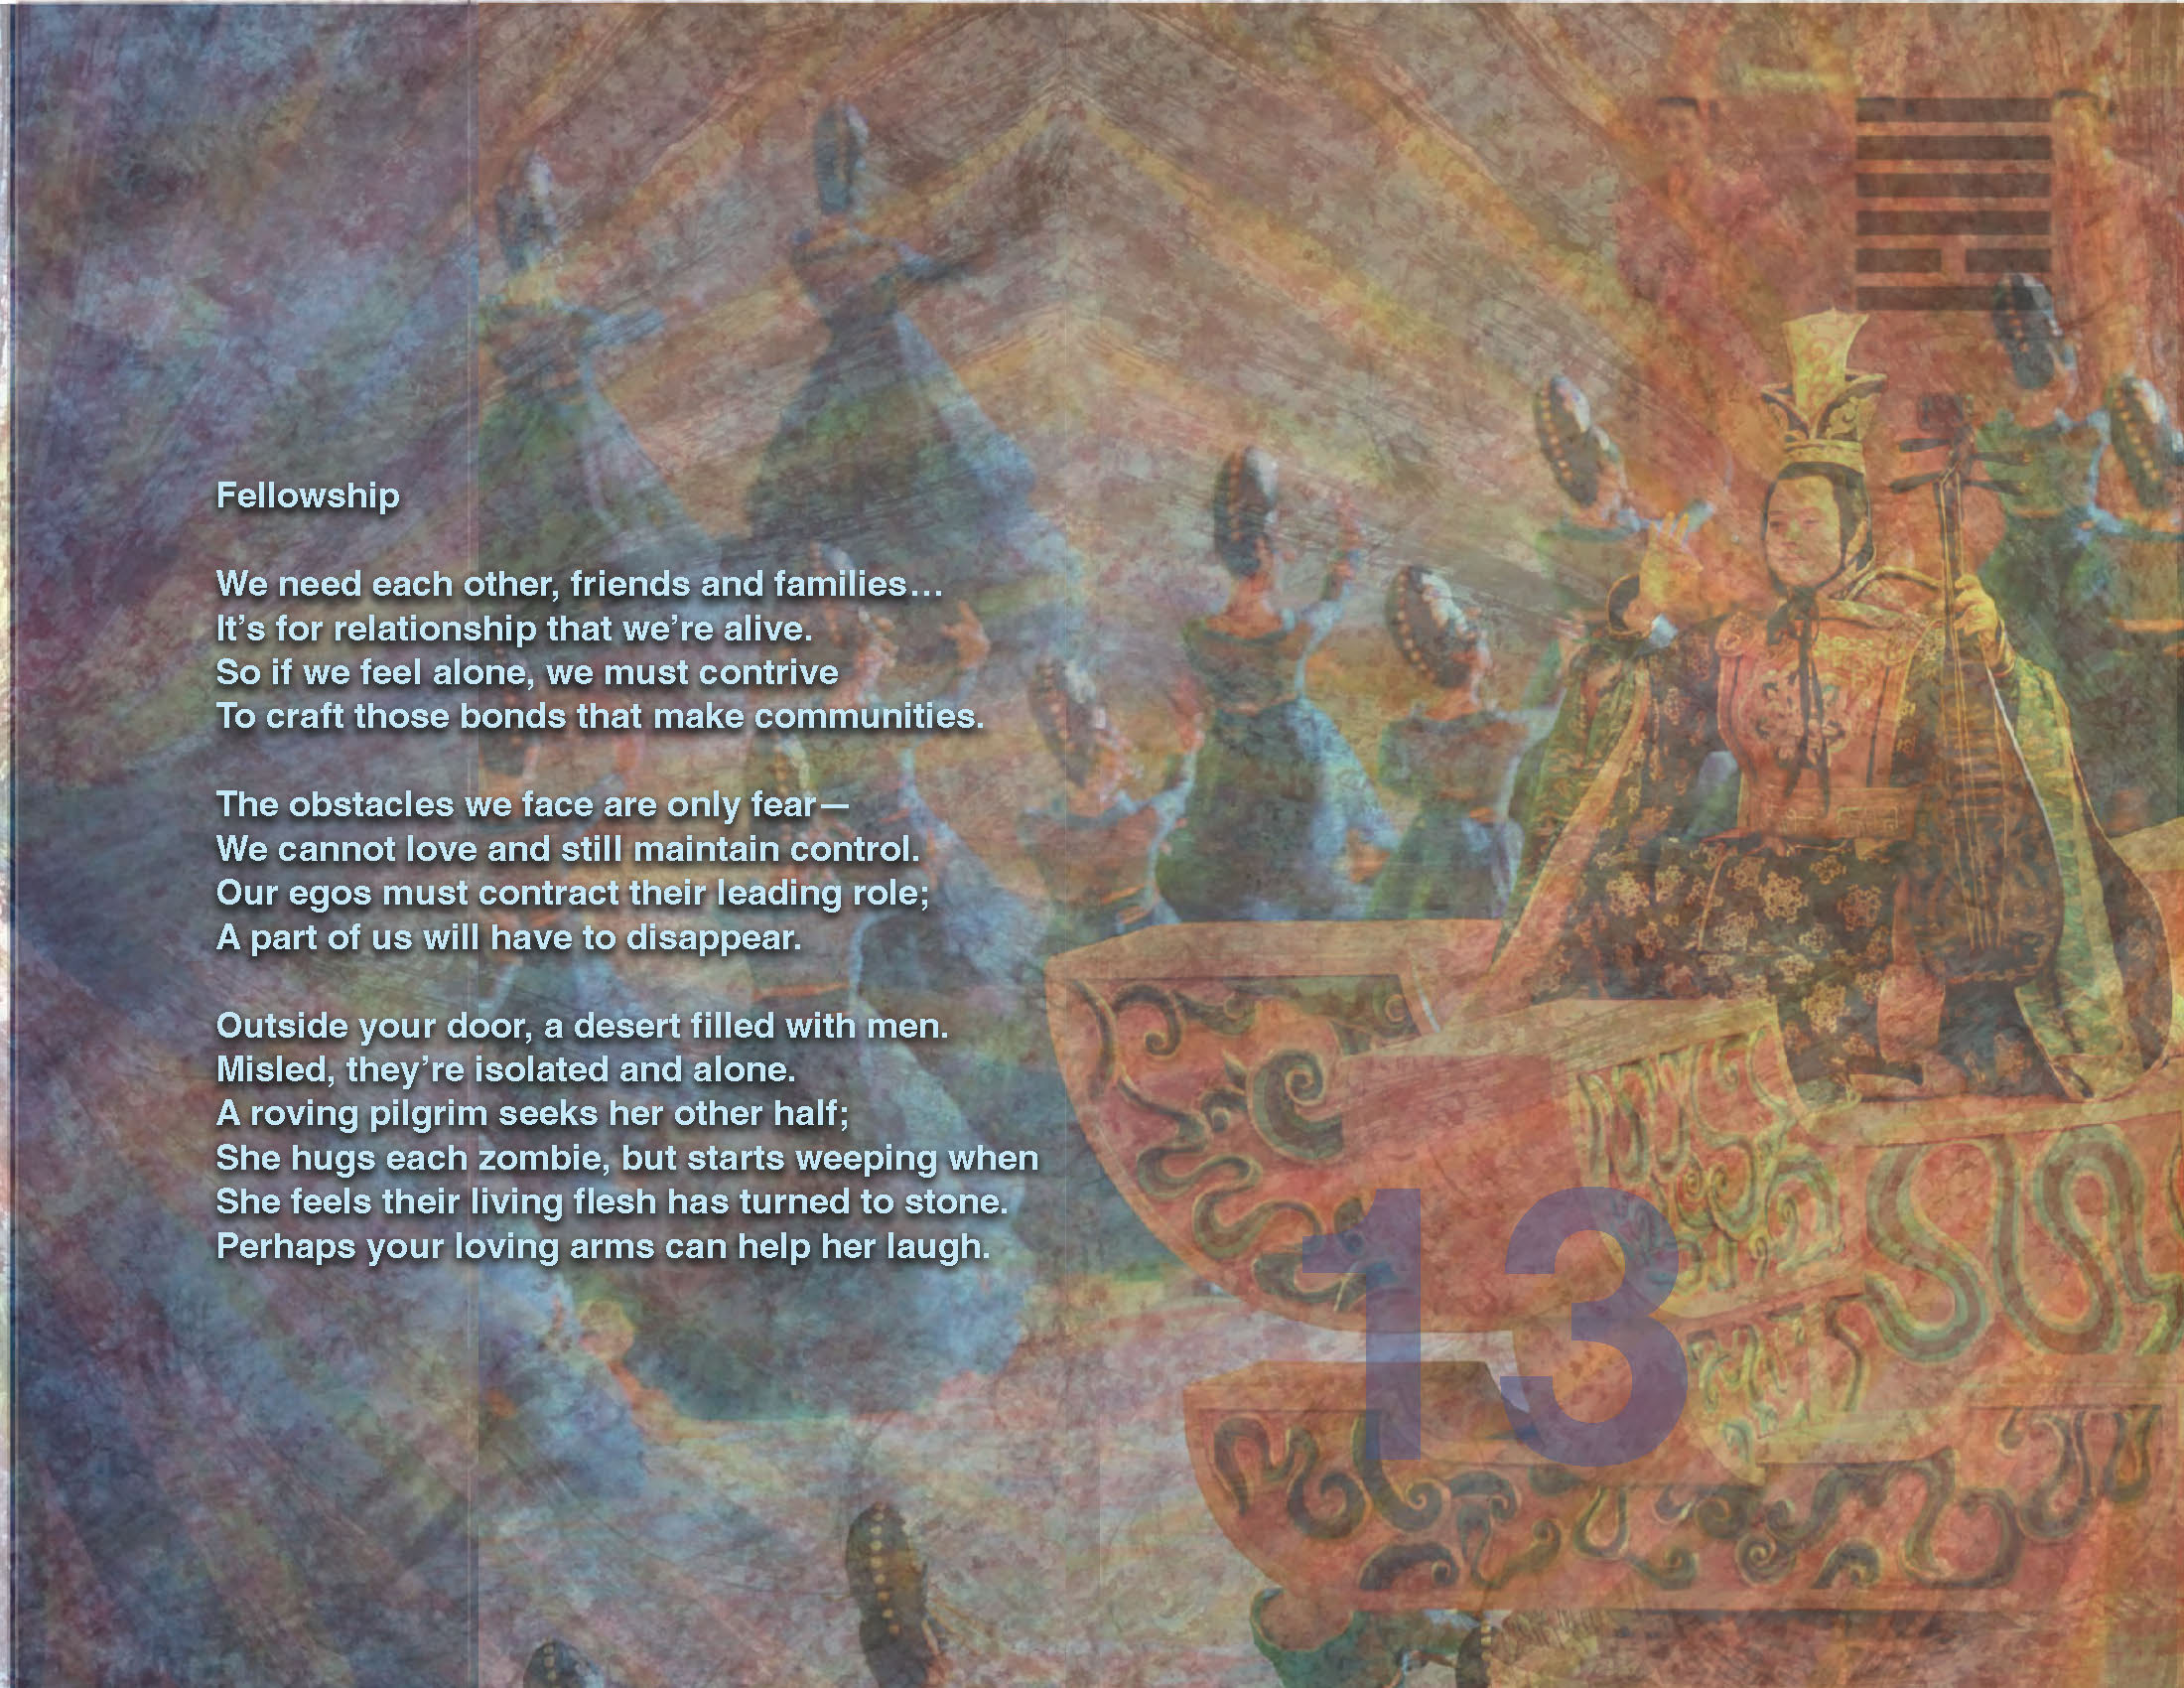 Fellowship
We need each other, friends and families…
It’s for relationship that we’re alive.
So if we feel alone, we must contrive
To craft those bonds that make communities.
The obstacles we face are only fear—
We cannot love and still maintain control.
Our egos must contract their leading role;
A part of us will have to disappear.
Outside your door, a desert filled with men.
Misled, they’re isolated and alone.
A roving pilgrim seeks her other half;
She hugs each zombie, but starts weeping when
She feels their living flesh has turned to stone.
Perhaps your loving arms can help her laugh.
13